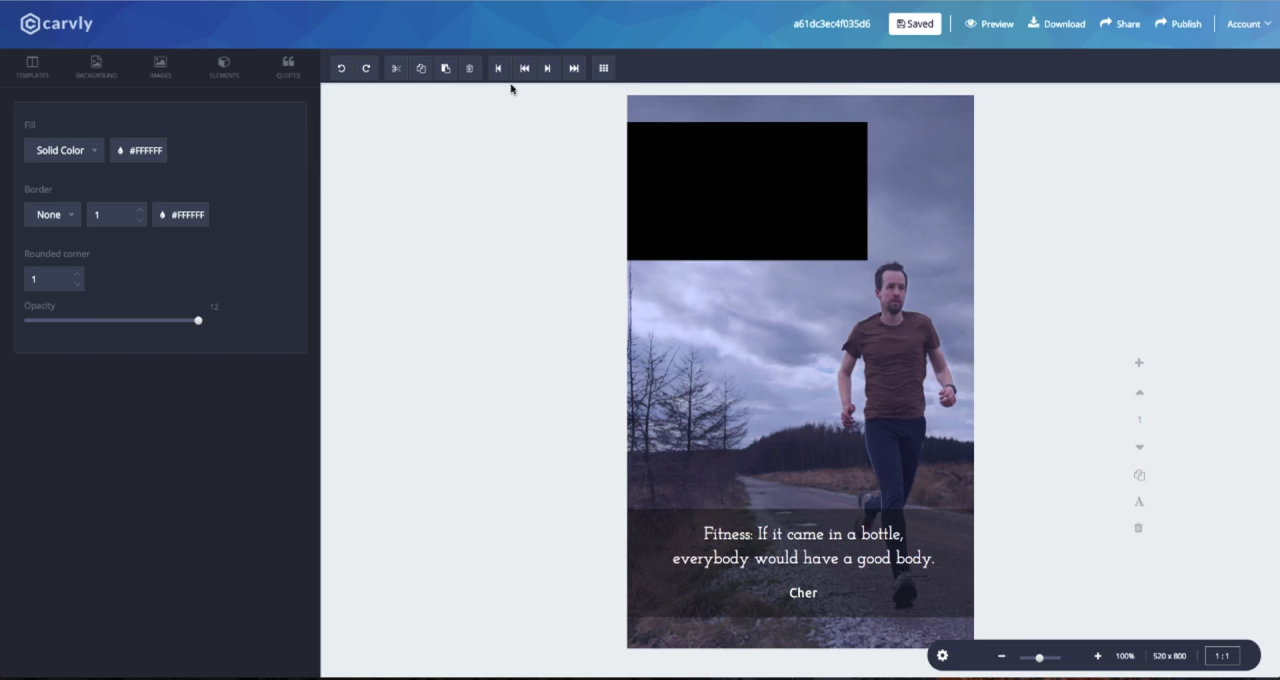 carvly
a61dc3ec4f035d6
Saved
Preview
Download
Share
Publish
Account
TEMPLATES
BACKGROUND
IMAGES
ELEMENTS
QUOTES
Fill
Solid Color
#FFFFFF
Border
None
1
#FFFFFF
Rounded corner
1
Opacity
12
Fitness: If it came in a bottle,
everybody would have a good body.
Cher
1
A
100%
520 x 800
1 : 1